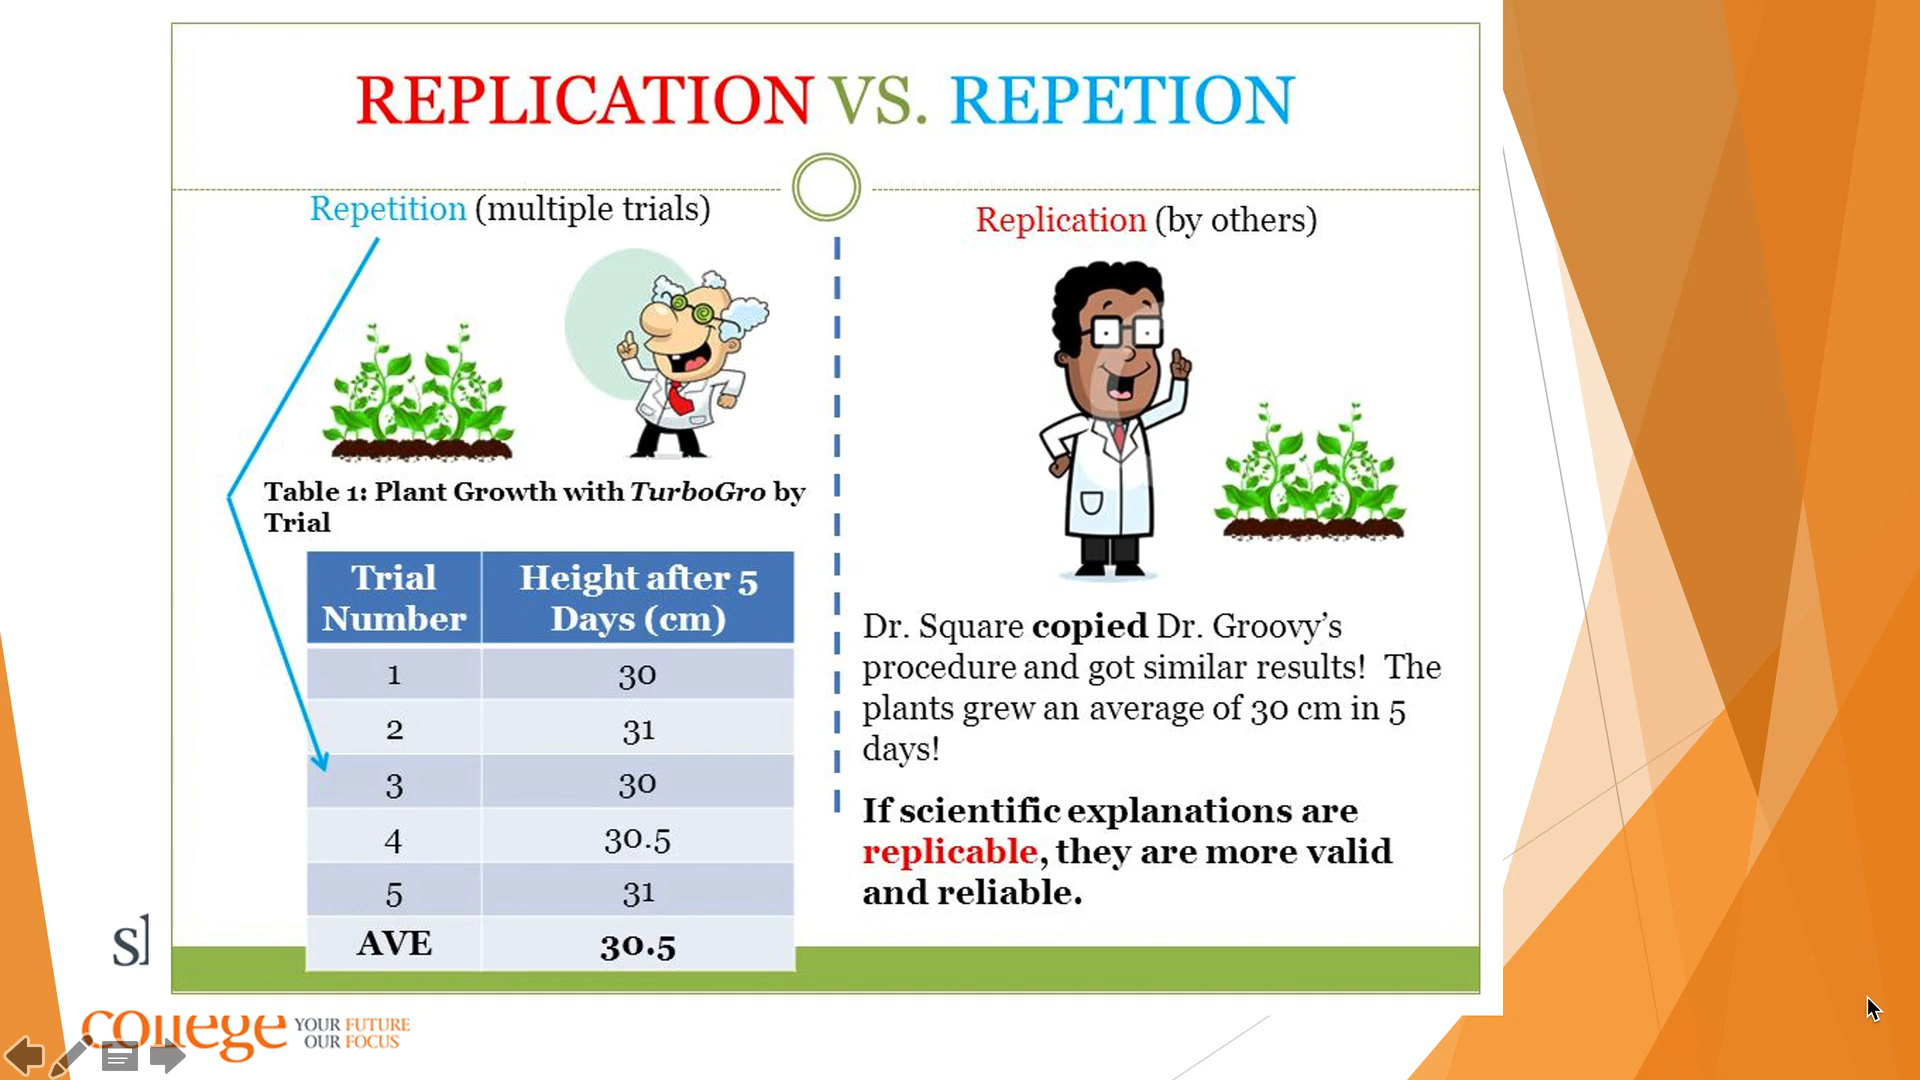 REPLICATION VS. REPETION
Repetition (multiple trials)
Table 1: Plant Growth with TurboGro by
Trial
Trial Number Height after 5 Days (cm)
1 30
2 31
3 30
4 30.5
5 31
AVE 30.5
Replication (by others)
Dr. Square copied Dr. Groovy's
procedure and got similar results! The
plants grew an average of 30 cm in 5
days!
If scientific explanations are
replicable, they are more valid
and reliable.
college
YOUR FUTURE
OUR FOCUS